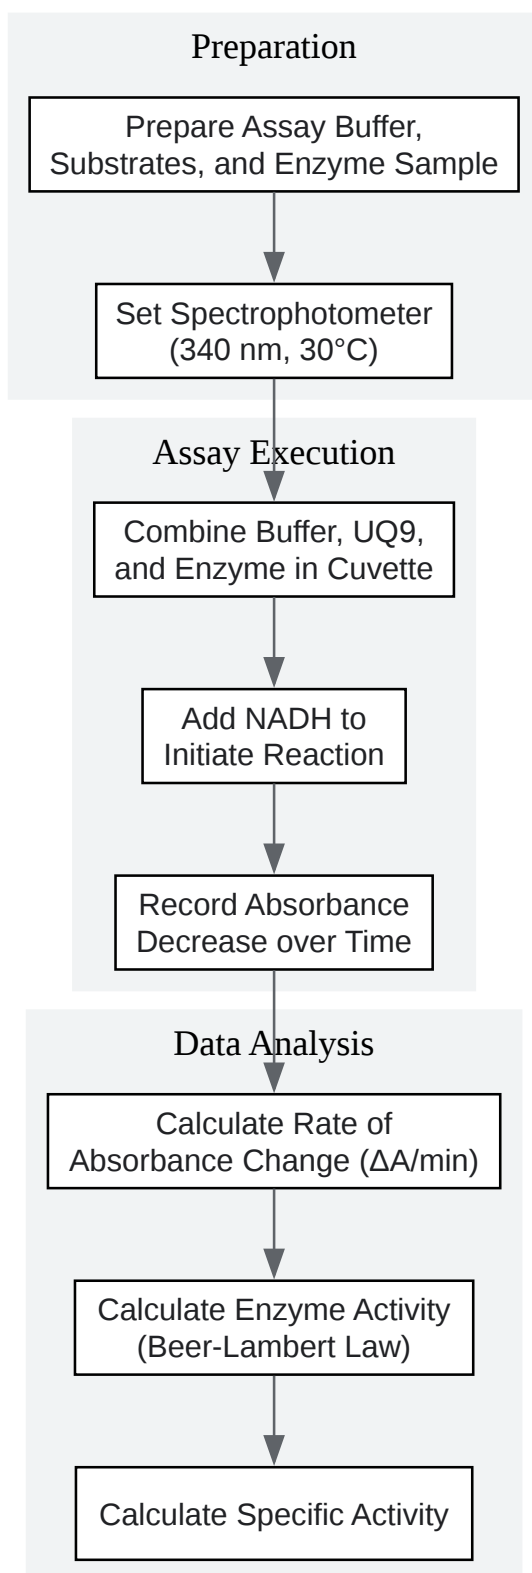 Preparation
Prepare Assay Buffer,
Substrates, and Enzyme Sample
Set Spectrophotometer
(340 nm, 30°C)
Assay Execution
Combine Buffer, UQ9,
and Enzyme in Cuvette
Add NADH to
Initiate Reaction
Record Absorbance
Decrease over Time
Data Analysis
Calculate Rate of
Absorbance Change (ΔA/min)
Calculate Enzyme Activity
(Beer-Lambert Law)
Calculate Specific Activity